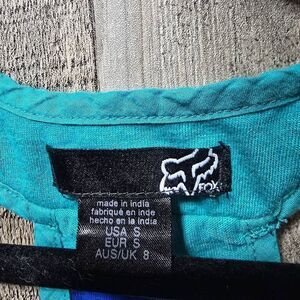 FOX
made in india
fabriqué en inde
hecho en la india
USA S
EUR S
AUS/UK 8